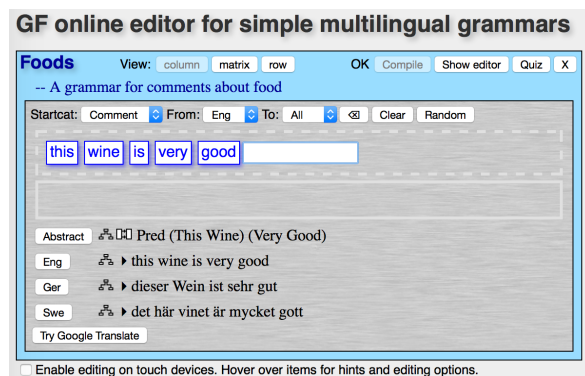 GF online editor for simple multilingual grammars
Foods View: column matrix row OK Compile Show editor Quiz X
-- A grammar for comments about food
Startcat: Comment From: Eng To: All ⌫ Clear Random
this wine is very good
Abstract Pred (This Wine) (Very Good)
Eng this wine is very good
Ger dieser Wein ist sehr gut
Swe det här vinet är mycket gott
Try Google Translate
Enable editing on touch devices. Hover over items for hints and editing options.